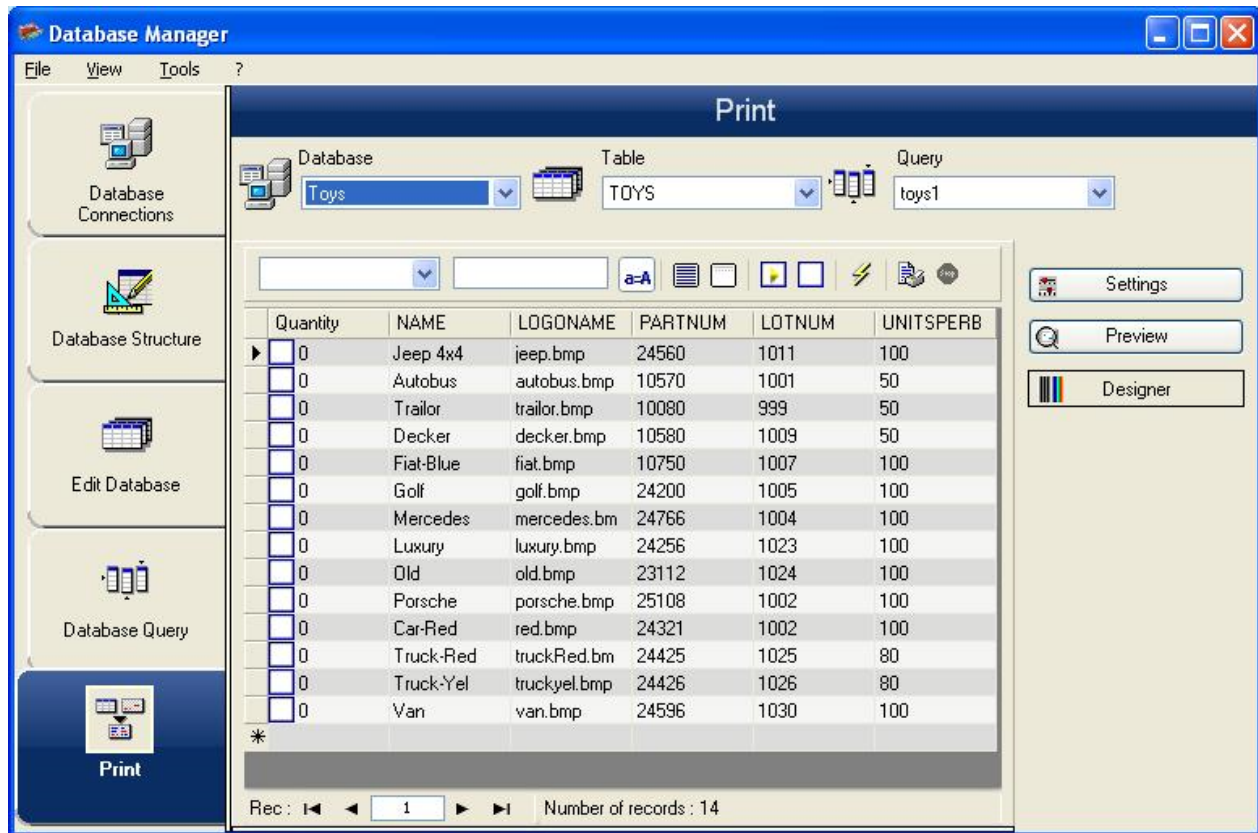 Database Manager
File View Tools ?
Print
Database Connections
Database Structure
Edit Database
Database Query
Print
Database Table Query
Toys TOYS toys1
a=A Stop
Settings
Preview
Designer
Quantity NAME LOGONAME PARTNUM LOTNUM UNITSPERB
0 Jeep 4x4 jeep.bmp 24560 1011 100
0 Autobus autobus.bmp 10570 1001 50
0 Trailor trailor.bmp 10080 999 50
0 Decker decker.bmp 10580 1009 50
0 Fiat-Blue fiat.bmp 10750 1007 100
0 Golf golf.bmp 24200 1005 100
0 Mercedes mercedes.bm 24766 1004 100
0 Luxury luxury.bmp 24256 1023 100
0 Old old.bmp 23112 1024 100
0 Porsche porsche.bmp 25108 1002 100
0 Car-Red red.bmp 24321 1002 100
0 Truck-Red truckRed.bm 24425 1025 80
0 Truck-Yel truckyel.bmp 24426 1026 80
0 Van van.bmp 24596 1030 100
Rec : 1 Number of records : 14